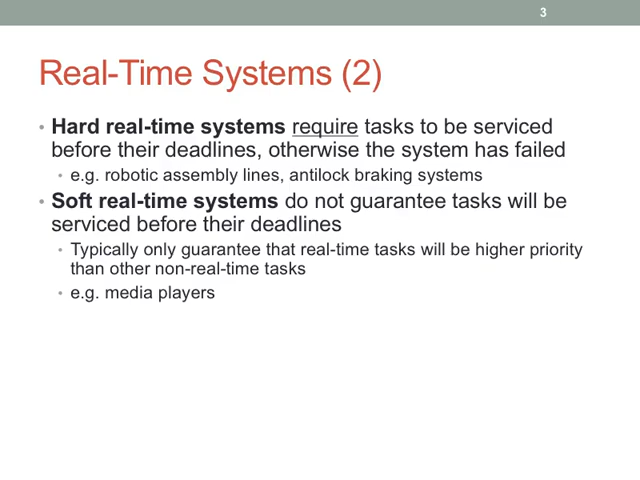 3
Real-Time Systems (2)
• Hard real-time systems require tasks to be serviced
before their deadlines, otherwise the system has failed
• e.g. robotic assembly lines, antilock braking systems
• Soft real-time systems do not guarantee tasks will be
serviced before their deadlines
• Typically only guarantee that real-time tasks will be higher priority
than other non-real-time tasks
• e.g. media players